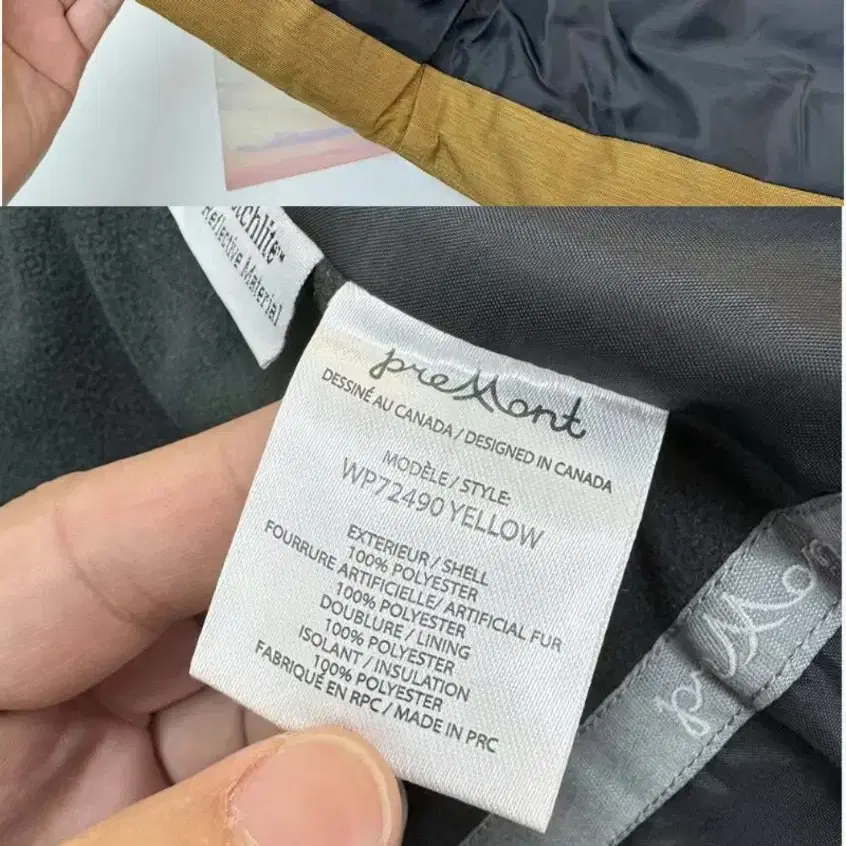 Reflective Material
preMont
DESSINÉ AU CANADA / DESIGNED IN CANADA
MODÈLE / STYLE:
WP72490 YELLOW
EXTERIEUR / SHELL
100% POLYESTER
FOURRURE ARTIFICIELLE / ARTIFICIAL FUR
100% POLYESTER
DOUBLURE / LINING
100% POLYESTER
ISOLANT / INSULATION
100% POLYESTER
FABRIQUÉ EN RPC / MADE IN PRC
preMon